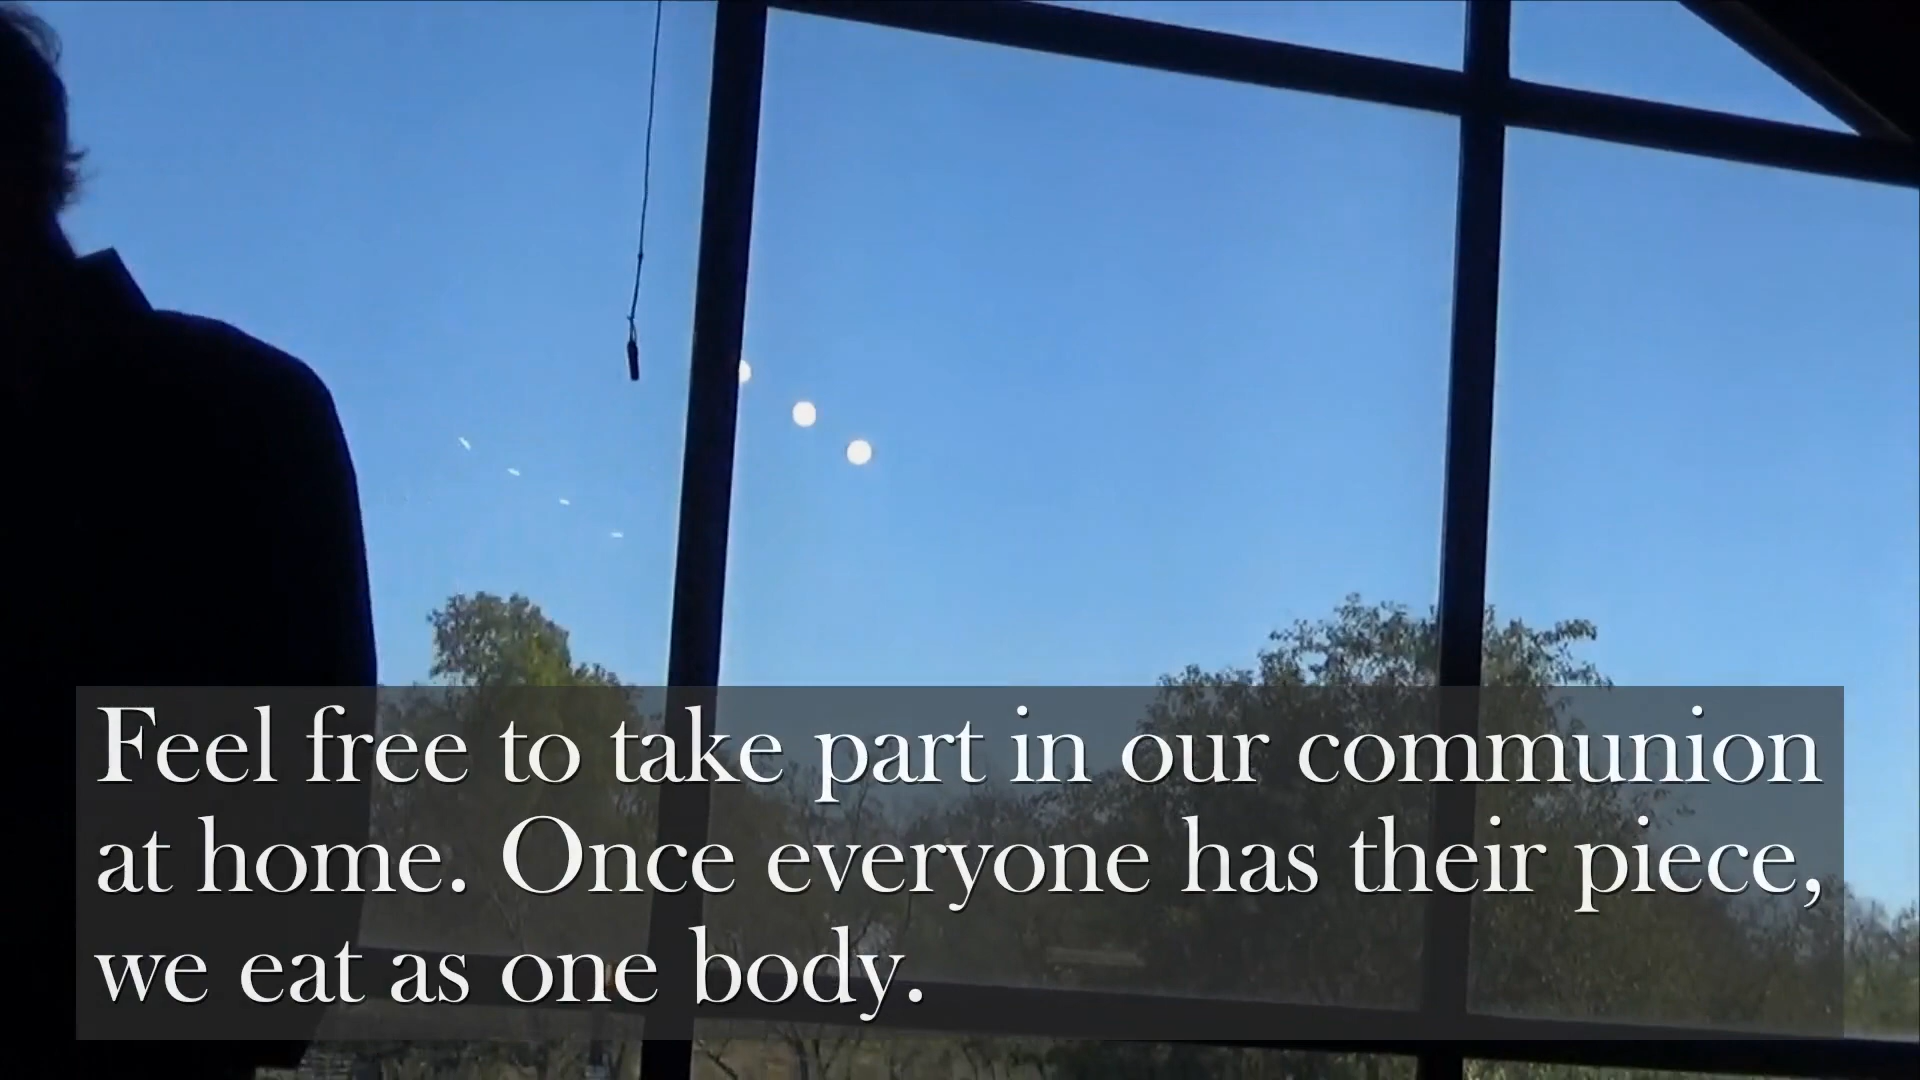 Feel free to take part in our communion
at home. Once everyone has their piece,
we eat as one body.